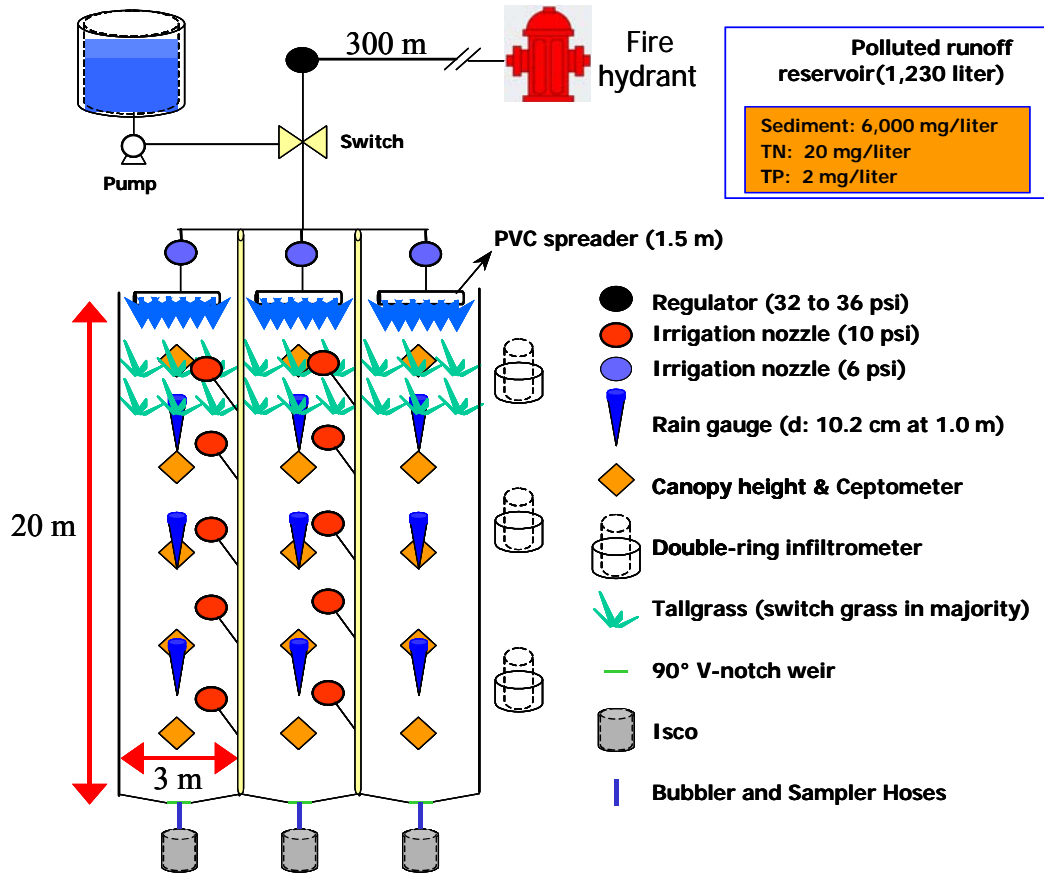 300 m
Fire
hydrant
Polluted runoff
reservoir(1,230 liter)
Sediment: 6,000 mg/liter
TN: 20 mg/liter
TP: 2 mg/liter
Switch
Pump
PVC spreader (1.5 m)
Regulator (32 to 36 psi)
Irrigation nozzle (10 psi)
Irrigation nozzle (6 psi)
Rain gauge (d: 10.2 cm at 1.0 m)
Canopy height & Ceptometer
20 m
Double-ring infiltrometer
Tallgrass (switch grass in majority)
90° V-notch weir
Isco
3 m
Bubbler and Sampler Hoses